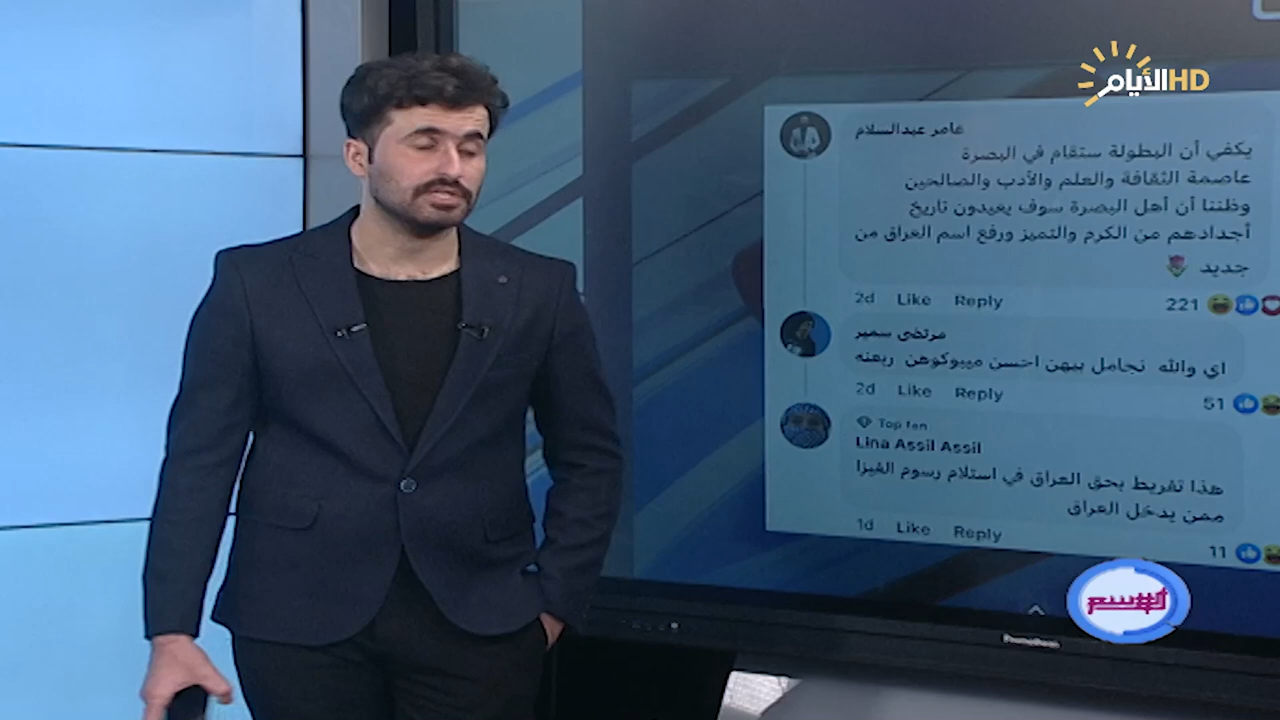 الأيام HD
عامر عبدالسلام
يكفي أن البطولة ستقام في البصرة
عاصمة الثقافة والعلم والأدب والصالحين
وظننا أن أهل البصرة سوف يعيدون تاريخ
أجدادهم من الكرم والتميز ورفع اسم العراق من
جديد
2d Like Reply 221
مرتضى سمير
اي والله نجامل بيهن احسن ميبوكوهن ربعنه
2d Like Reply 51
Top fan
Lina Assil Assil
هذا تفريط بحق العراق في استلام رسوم الفيزا
ممن يدخل العراق
1d Like Reply 11
Promethean